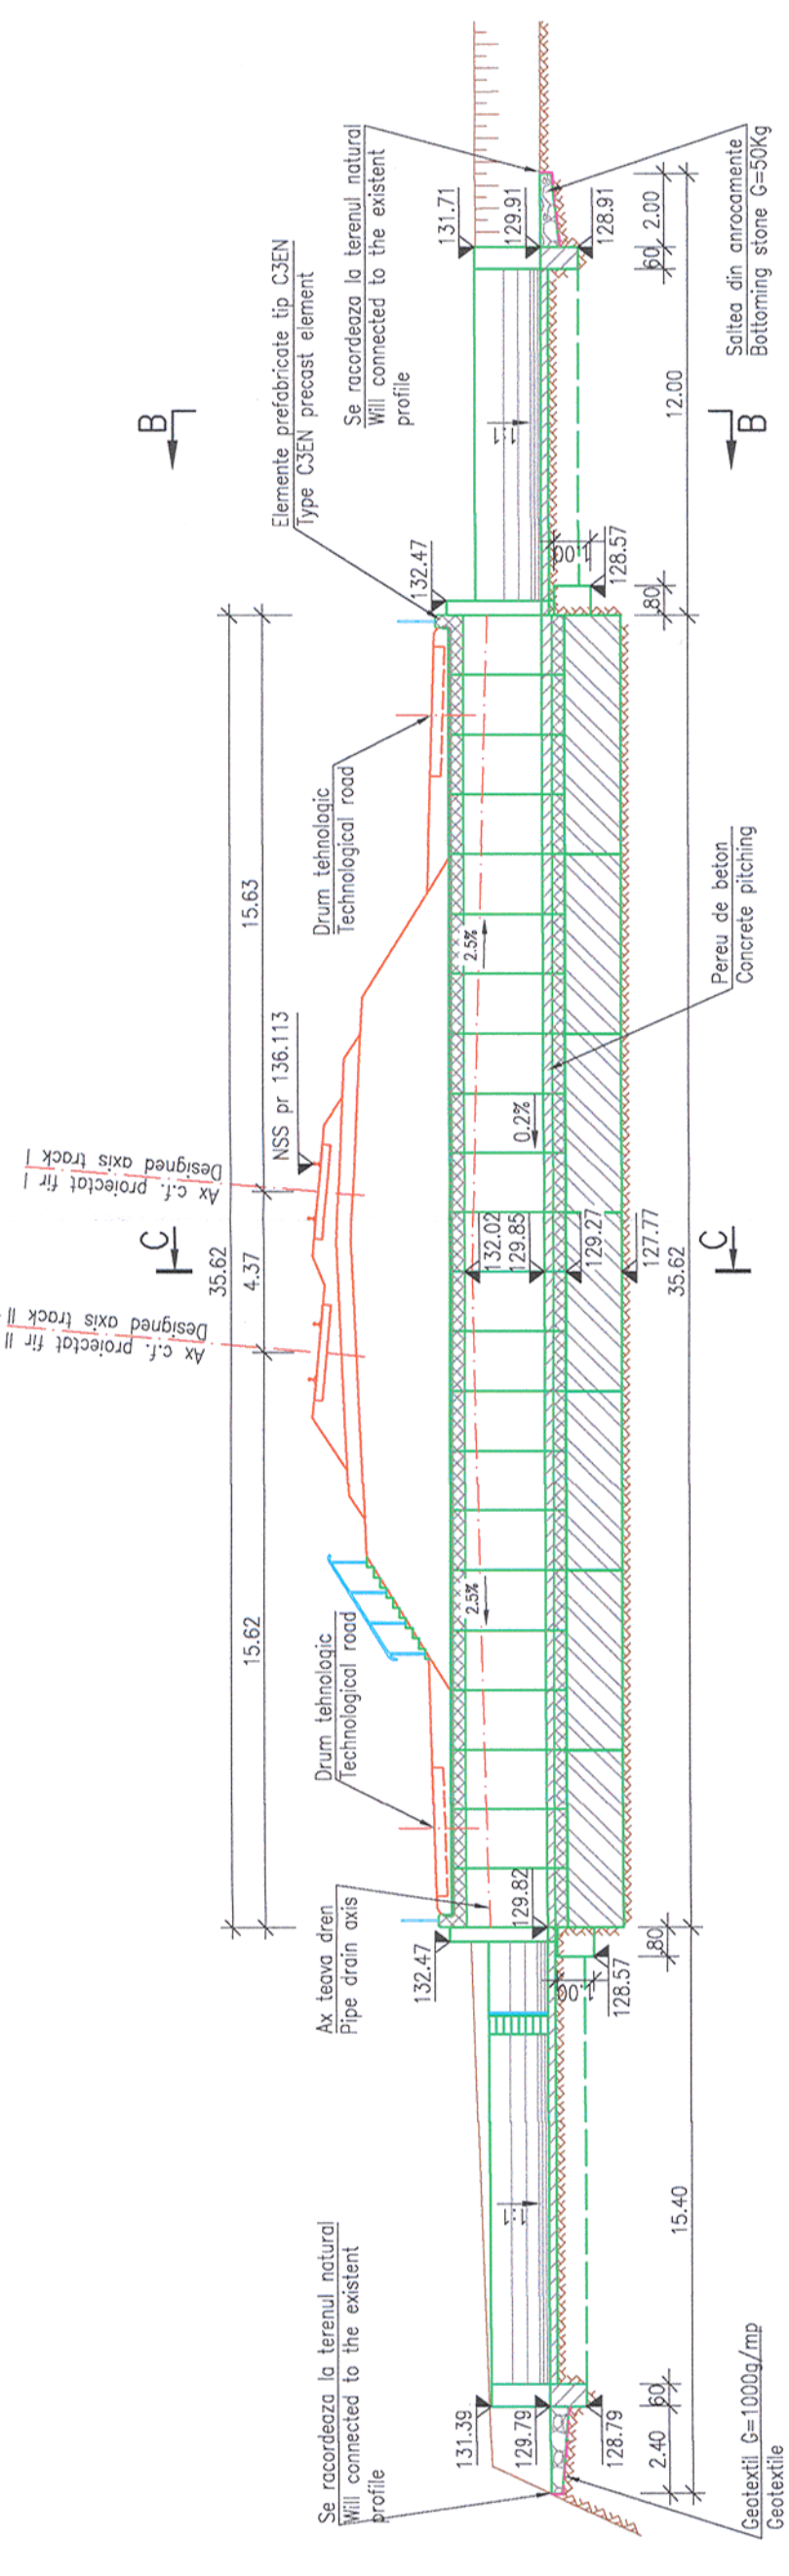 Se racordeaza la terenul natural
Will connected to the existent
profile
131.39
129.79
128.79
2.40
60
15.40
Geotextil G=1000g/mp
Geotextile
1:1
Ax teava dren
Pipe drain axis
132.47
129.82
1.00
128.57
80
Drum tehnologic
Technological road
2.5%
15.62
35.62
4.37
15.63
Ax c.f. proiectat fir II
Designed axis track II
Ax c.f. proiectat fir I
Designed axis track I
NSS pr 136.113
C
C
132.02
129.85
129.27
127.77
35.62
0.2%
2.5%
Pereu de beton
Concrete pitching
Drum tehnologic
Technological road
Elemente prefabricate tip C3EN
Type C3EN precast element
132.47
1.00
128.57
80
B
B
1:1
12.00
Se racordeaza la terenul natural
Will connected to the existent
profile
131.71
129.91
128.91
60
2.00
Saltea din anrocamente
Bottoming stone G=50Kg